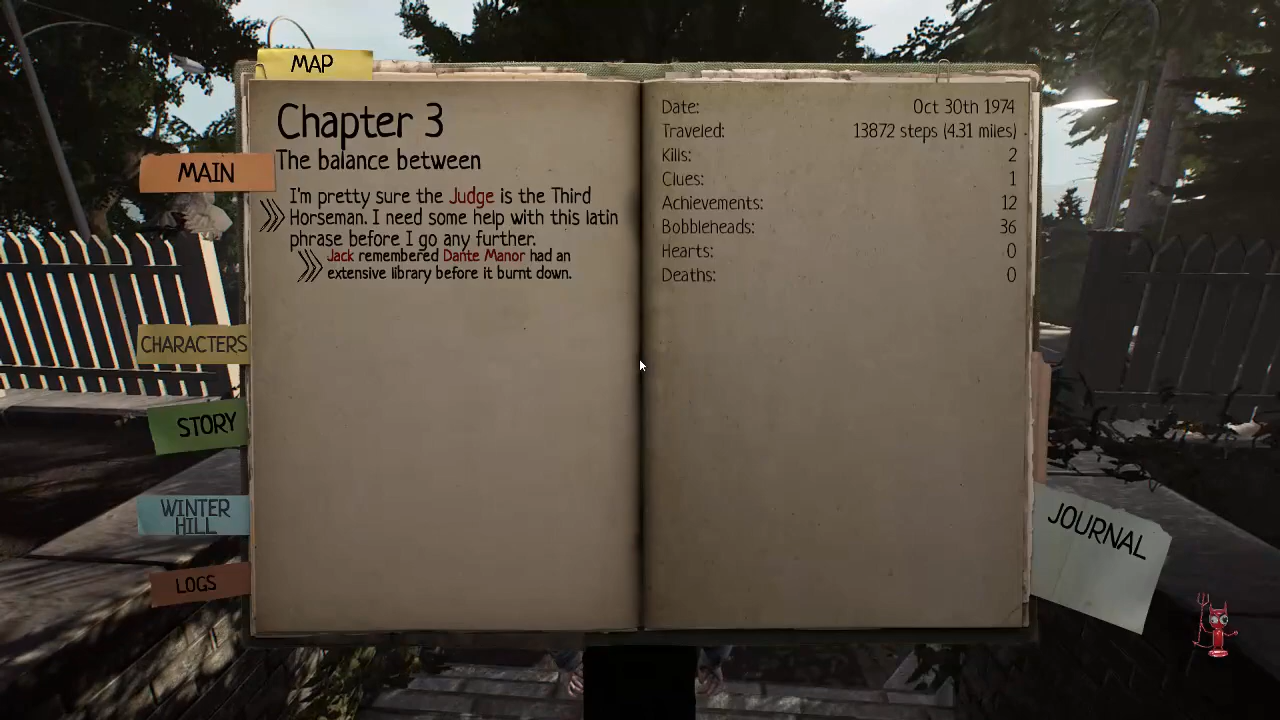 MAP
Chapter 3
The balance between
MAIN
I'm pretty sure the Judge is the Third
Horseman. I need some help with this latin
phrase before I go any further.
Jack remembered Dante Manor had an
extensive library before it burnt down.
CHARACTERS
STORY
WINTER
HILL
LOGS
Date: Oct 30th 1974
Traveled: 13872 steps (4.31 miles)
Kills: 2
Clues: 1
Achievements: 12
Bobbleheads: 36
Hearts: 0
Deaths: 0
JOURNAL